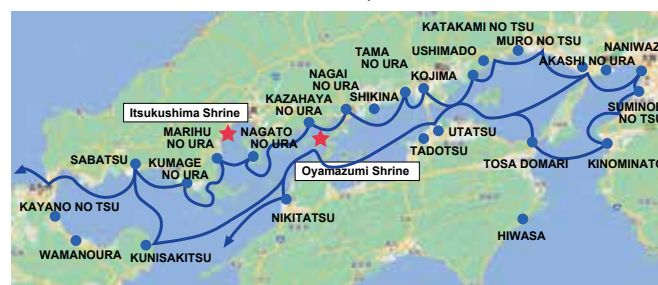 KATAKAMI NO TSU
MURO NO TSU
USHIMADO
TAMA
NO URA
NANIWAZ
AKASHI NO URA
NAGAI
NO URA
KOJIMA
SHIKINA
KAZAHAYA
NO URA
SUMINO
NO TSU
Itsukushima Shrine
MARIHU
NO URA
NAGATO
NO URA
UTATSU
TADOTSU
TOSA DOMARI
KINOMINATO
SABATSU
KUMAGE
NO URA
Oyamazumi Shrine
KAYANO NO TSU
NIKITATSU
HIWASA
WAMANOURA
KUNISAKITSU